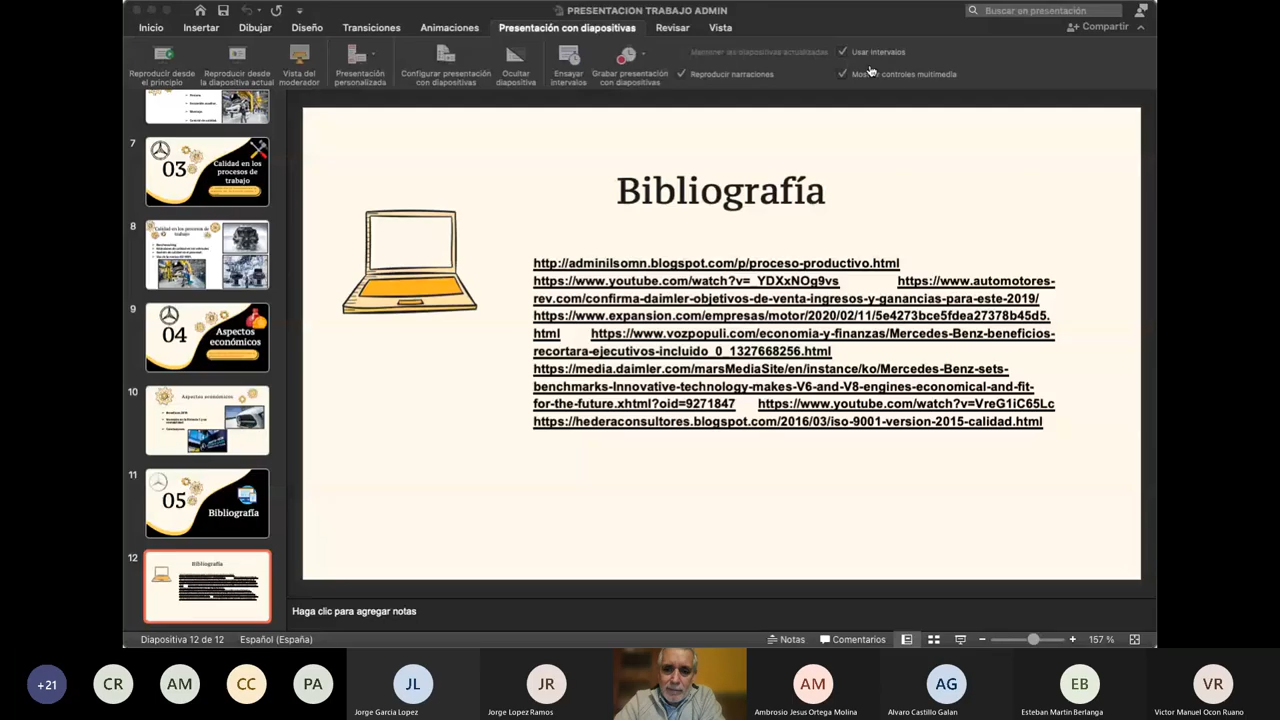 PRESENTACION TRABAJO ADMIN
Buscar en presentación
Inicio Insertar Dibujar Diseño Transiciones Animaciones Presentación con diapositivas Revisar Vista
Compartir
Reproducir desde el principio
Reproducir desde la diapositiva actual
Vista del moderador
Presentación personalizada
Configurar presentación con diapositivas
Ocultar diapositiva
Ensayar intervalos
Grabar presentación con diapositivas
Mantener las diapositivas actualizadas
Reproducir narraciones
Usar intervalos
controles multimedia
7
03
Calidad en los
procesos de
trabajo
8
Calidad en los procesos de
trabajo
9
04
Aspectos
económicos
10
Aspectos económicos
11
05
Bibliografía
12
Bibliografía
Bibliografía
http://adminilsomn.blogspot.com/p/proceso-productivo.html
https://www.youtube.com/watch?v=_YDXxNOg9vs https://www.automotores-
rev.com/confirma-daimler-objetivos-de-venta-ingresos-y-ganancias-para-este-2019/
https://www.expansion.com/empresas/motor/2020/02/11/5e4273bce5fdea27378b45d5.
html https://www.vozpopuli.com/economia-y-finanzas/Mercedes-Benz-beneficios-
recortara-ejecutivos-incluido_0_1327668256.html
https://media.daimler.com/marsMediaSite/en/instance/ko/Mercedes-Benz-sets-
benchmarks-Innovative-technology-makes-V6-and-V8-engines-economical-and-fit-
for-the-future.xhtml?oid=9271847 https://www.youtube.com/watch?v=VreG1iC65Lc
https://hederaconsultores.blogspot.com/2016/03/iso-9001-version-2015-calidad.html
Haga clic para agregar notas
Diapositiva 12 de 12 Español (España) Notas Comentarios 157 %
+21 CR AM CC PA JL JR AM AG EB VR
Jorge Garcia Lopez Jorge Lopez Ramos Ambrosio Jesus Ortega Molina Alvaro Castillo Galan Esteban Martin Berlanga Victor Manuel Ocon Ruano